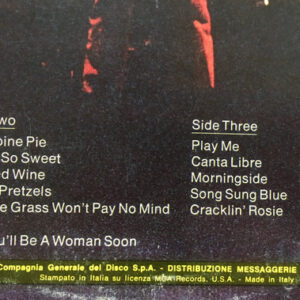 wo
oine Pie
So Sweet
d Wine
Pretzels
e Grass Won't Pay No Mind
u'll Be A Woman Soon
Side Three
Play Me
Canta Libre
Morningside
Song Sung Blue
Cracklin' Rosie
Compagnia Generale del Disco S.p.A. - DISTRIBUZIONE MESSAGGERIE
Stampato in Italia su licenza MCA Records, U.S.A. - Made in Italy